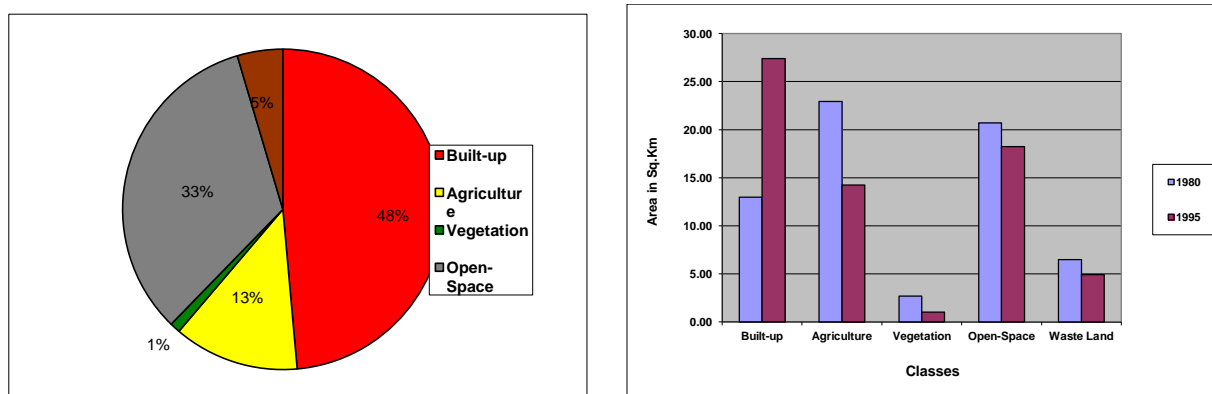 5%
33%
48%
13%
1%
Built-up
Agricultur
e
Vegetation
Open-
Space
30.00
25.00
20.00
15.00
10.00
5.00
0.00
Area in Sq.Km
Built-up Agriculture Vegetation Open-Space Waste Land
Classes
1980
1995